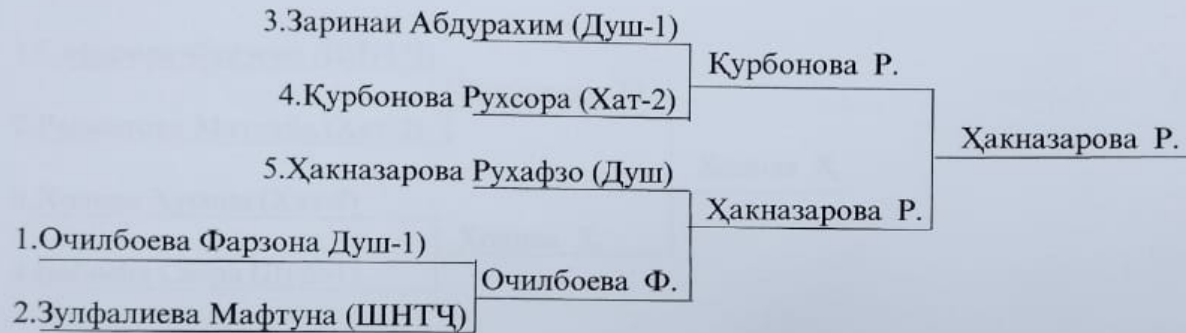 3.Заринаи Абдурахим (Душ-1)
Қурбонова Р.
4.Қурбонова Рухсора (Хат-2)
Ҳакназарова Р.
5.Ҳакназарова Рухафзо (Душ)
Ҳакназарова Р.
1.Очилбоева Фарзона Душ-1)
Очилбоева Ф.
2.Зулфалиева Мафтуна (ШНТҶ)